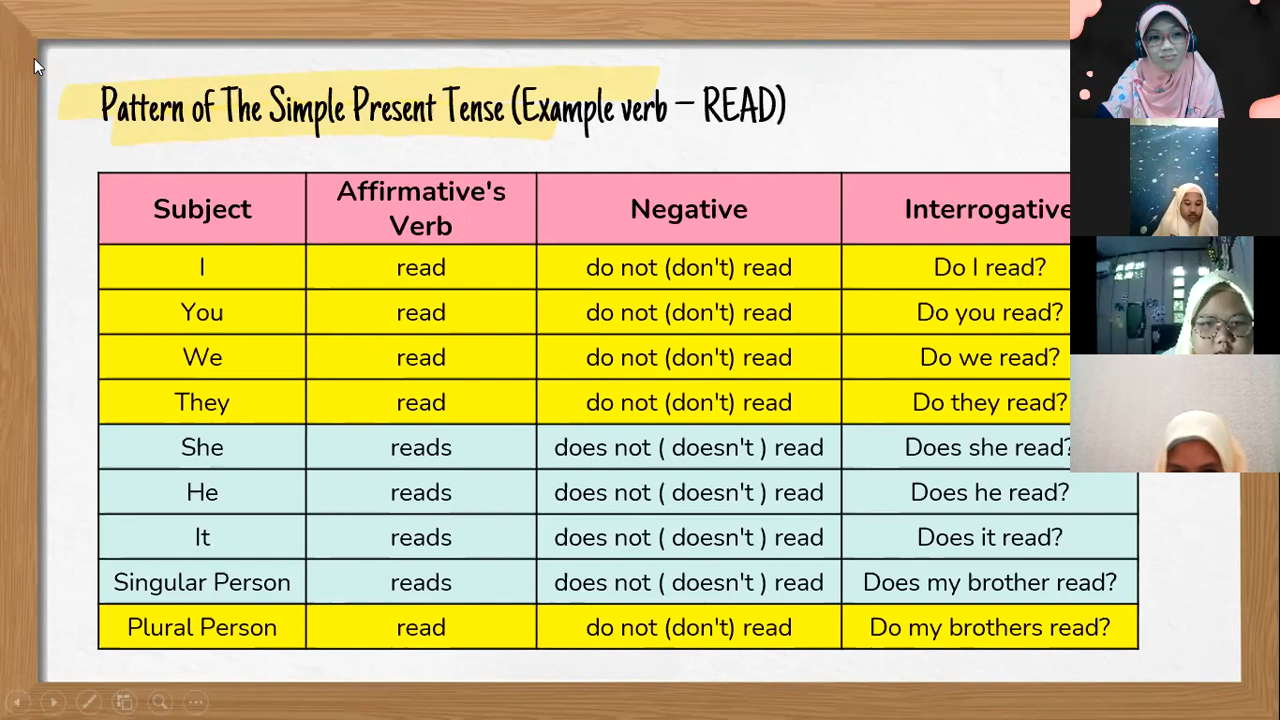 Pattern of The Simple Present Tense (Example verb – READ)
Subject Affirmative's Verb Negative Interrogative
I read do not (don't) read Do I read?
You read do not (don't) read Do you read?
We read do not (don't) read Do we read?
They read do not (don't) read Do they read?
She reads does not ( doesn't ) read Does she read?
He reads does not ( doesn't ) read Does he read?
It reads does not ( doesn't ) read Does it read?
Singular Person reads does not ( doesn't ) read Does my brother read?
Plural Person read do not (don't) read Do my brothers read?